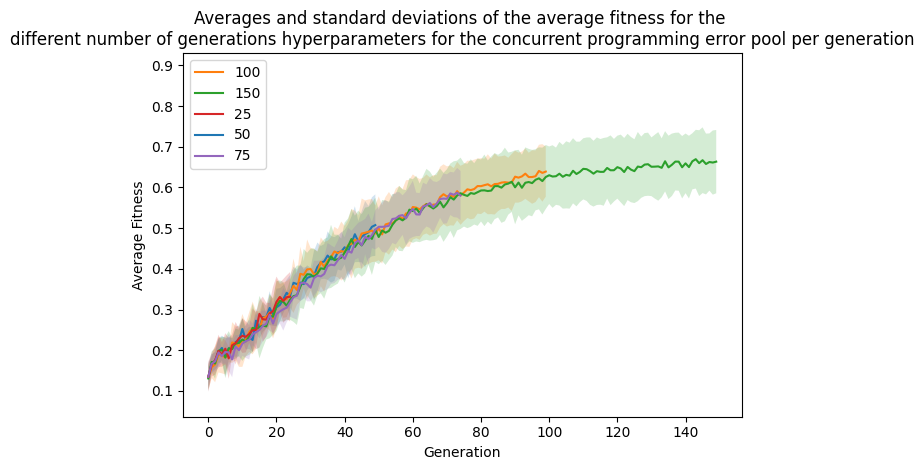 Averages and standard deviations of the average fitness for the
different number of generations hyperparameters for the concurrent programming error pool per generation
100
150
25
50
75
0.9
0.8
0.7
0.6
0.5
0.4
0.3
0.2
0.1
Average Fitness
0 20 40 60 80 100 120 140
Generation